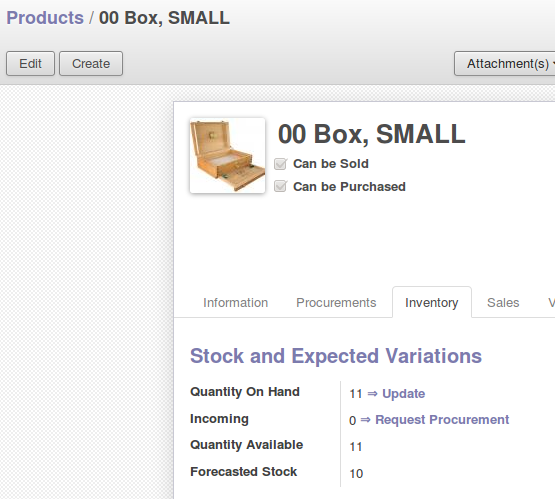 Products / 00 Box, SMALL
Edit Create Attachment(s)
00 Box, SMALL
Can be Sold
Can be Purchased
Information Procurements Inventory Sales
Stock and Expected Variations
Quantity On Hand 11 ⇒ Update
Incoming 0 ⇒ Request Procurement
Quantity Available 11
Forecasted Stock 10